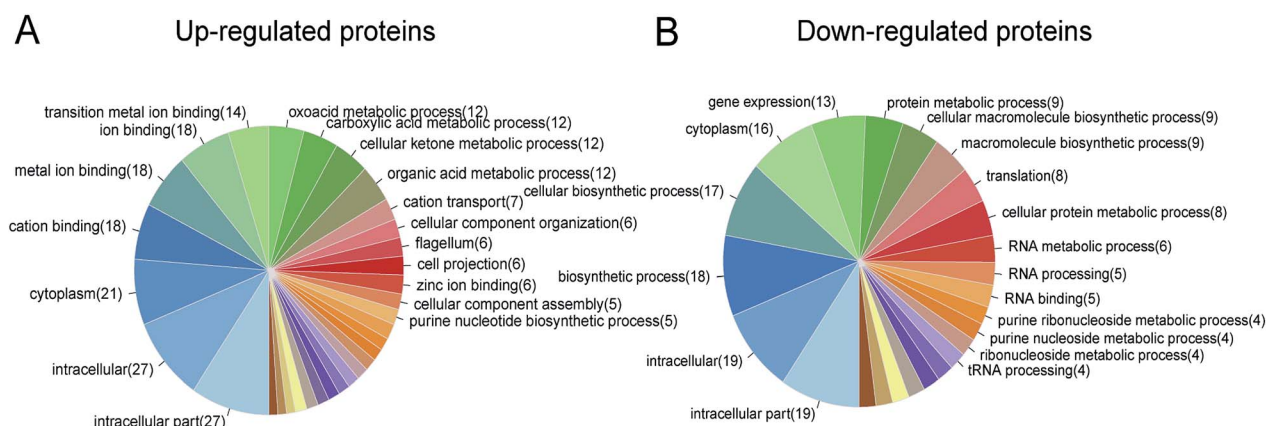 A
Up-regulated proteins
transition metal ion binding(14)
ion binding(18)
metal ion binding(18)
cation binding(18)
cytoplasm(21)
intracellular(27)
intracellular part(27)
oxoacid metabolic process(12)
carboxylic acid metabolic process(12)
cellular ketone metabolic process(12)
organic acid metabolic process(12)
cation transport(7)
cellular component organization(6)
flagellum(6)
cell projection(6)
zinc ion binding(6)
cellular component assembly(5)
purine nucleotide biosynthetic process(5)
B
Down-regulated proteins
gene expression(13)
cytoplasm(16)
cellular biosynthetic process(17)
biosynthetic process(18)
intracellular(19)
intracellular part(19)
protein metabolic process(9)
cellular macromolecule biosynthetic process(9)
macromolecule biosynthetic process(9)
translation(8)
cellular protein metabolic process(8)
RNA metabolic process(6)
RNA processing(5)
RNA binding(5)
purine ribonucleoside metabolic process(4)
purine nucleoside metabolic process(4)
ribonucleoside metabolic process(4)
tRNA processing(4)